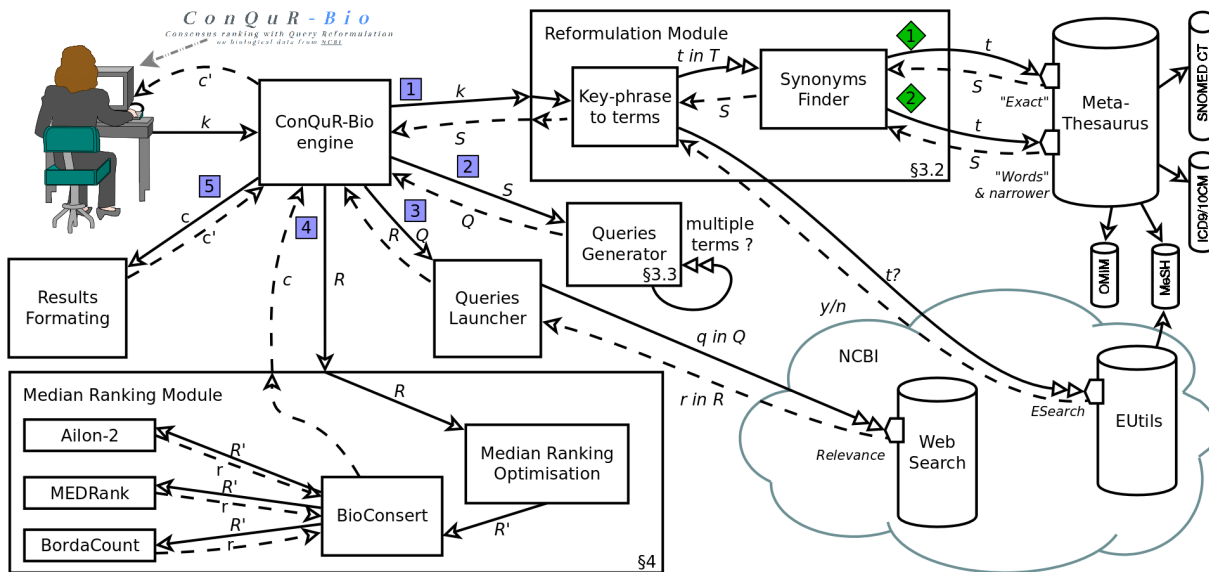 ConQuR-Bio
Consensus ranking with Query Reformulation
on biological data from NCBI
c'
k
ConQuR-Bio
engine
1
k
S
2
S
Q
3
R
Q
4
R
c
5
c
c'
Results
Formating
Reformulation Module
Key-phrase
to terms
t in T
S
Synonyms
Finder
§3.2
1
t
S
"Exact"
2
t
S
"Words"
& narrower
Meta-
Thesaurus
SNOMED CT
ICD9/10CM
OMIM
MeSH
Queries
Generator
§3.3
multiple
terms ?
Queries
Launcher
q in Q
r in R
t?
y/n
NCBI
Relevance
Web
Search
ESearch
EUtils
Median Ranking Module
R
Ailon-2
R'
r
MEDRank
R'
r
BordaCount
R'
r
BioConsert
Median Ranking
Optimisation
R'
§4